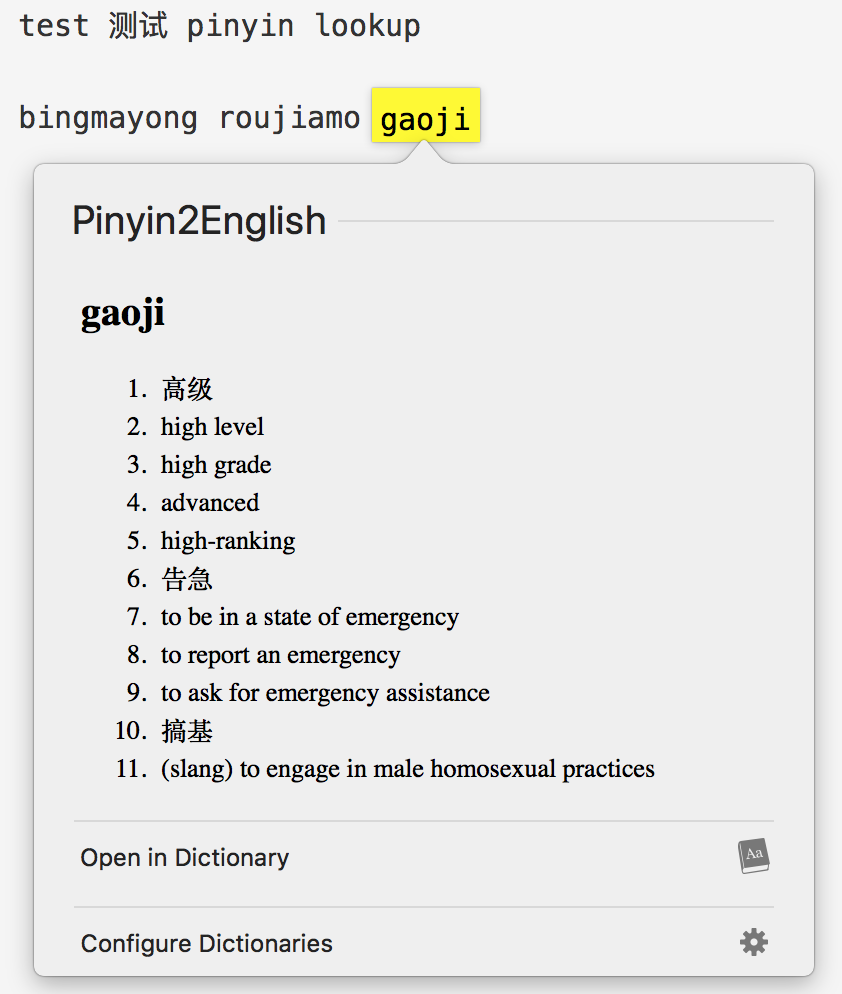 test 测试 pinyin lookup
bingmayong roujiamo gaoji
Pinyin2English
gaoji
1. 高级
2. high level
3. high grade
4. advanced
5. high-ranking
6. 告急
7. to be in a state of emergency
8. to report an emergency
9. to ask for emergency assistance
10. 搞基
11. (slang) to engage in male homosexual practices
Open in Dictionary
Aa
Configure Dictionaries